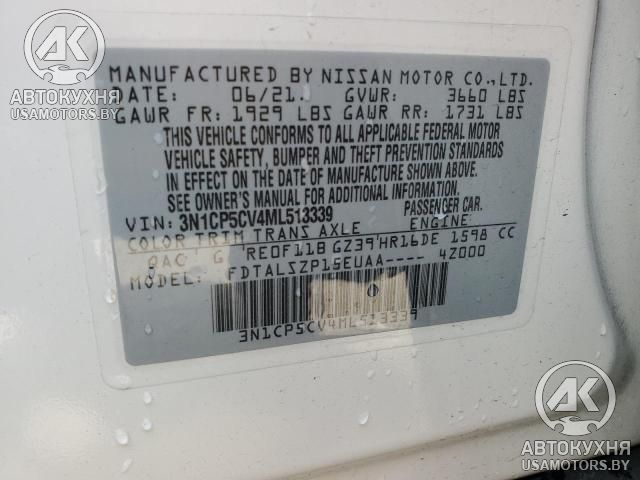 AK
АВТОКУХНЯ
USAMOTORS.BY
MANUFACTURED BY NISSAN MOTOR CO., LTD.
DATE: 06/21. GVWR: 3660 LBS
GAWR FR: 1929 LBS GAWR RR: 1731 LBS
THIS VEHICLE CONFORMS TO ALL APPLICABLE FEDERAL MOTOR
VEHICLE SAFETY, BUMPER AND THEFT PREVENTION STANDARDS
IN EFFECT ON THE DATE OF MANUFACTURE SHOWN ABOVE.
SEE OWNER'S MANUAL FOR ADDITIONAL INFORMATION.
VIN: 3N1CP5CV4ML513339 PASSENGER CAR.
COLOR TRIM TRANS AXLE ENGINE:
QAC G RE0F11B GZ39 HR16DE 1598 CC
FDTALSZP15EUAA---- 4Z000
3N1CP5CV4ML513339
AK
АВТОКУХНЯ
USAMOTORS.BY